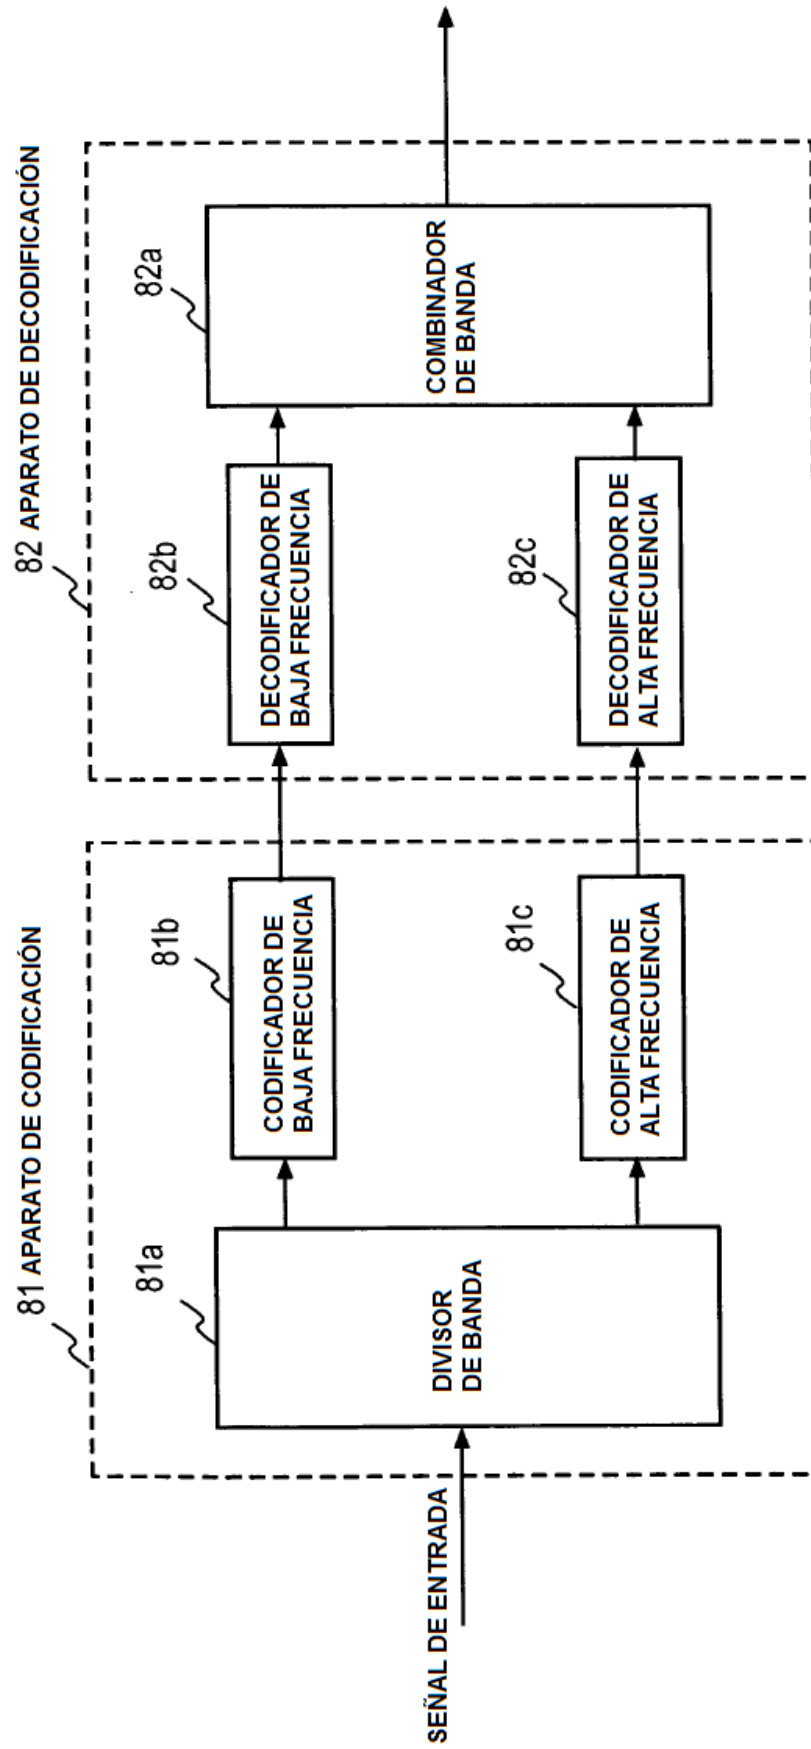 81 APARATO DE CODIFICACIÓN
81a
DIVISOR
DE BANDA
SEÑAL DE ENTRADA
81b
CODIFICADOR DE
BAJA FRECUENCIA
81c
CODIFICADOR DE
ALTA FRECUENCIA
82 APARATO DE DECODIFICACIÓN
82b
DECODIFICADOR DE
BAJA FRECUENCIA
82c
DECODIFICADOR DE
ALTA FRECUENCIA
82a
COMBINADOR
DE BANDA